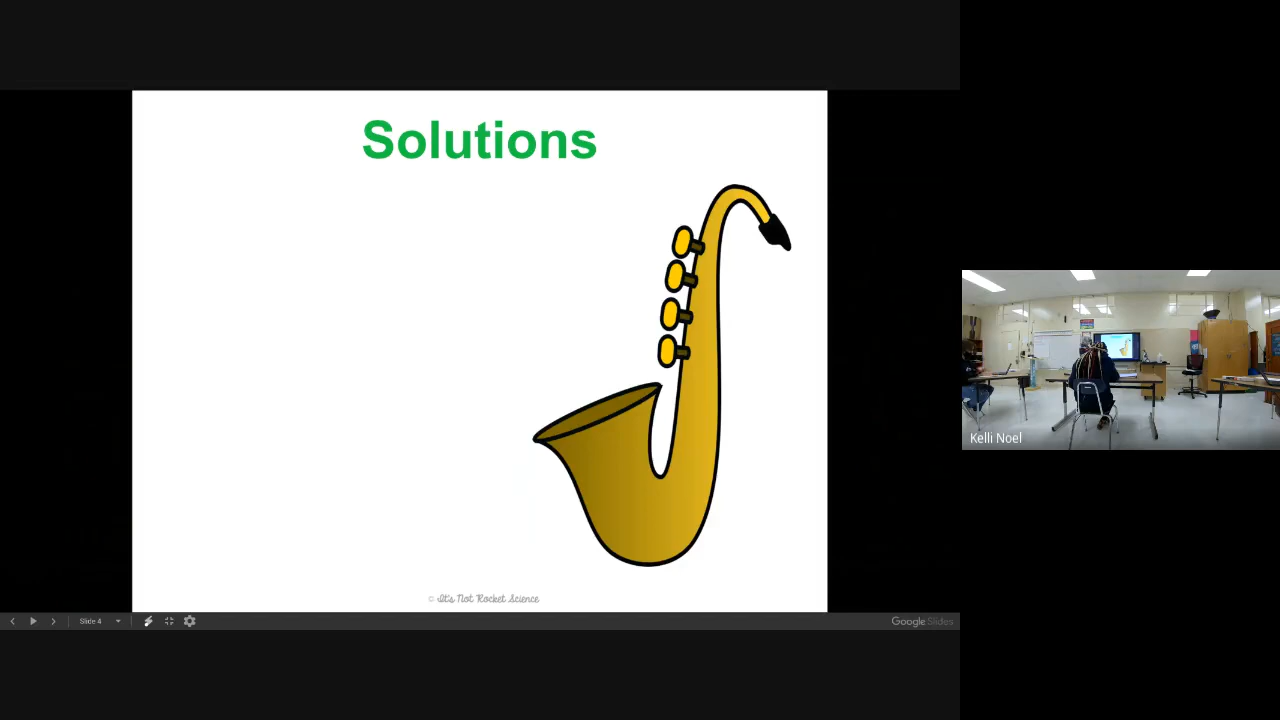 Solutions
© It's Not Rocket Science
Slide 4
Google Slides
Kelli Noel